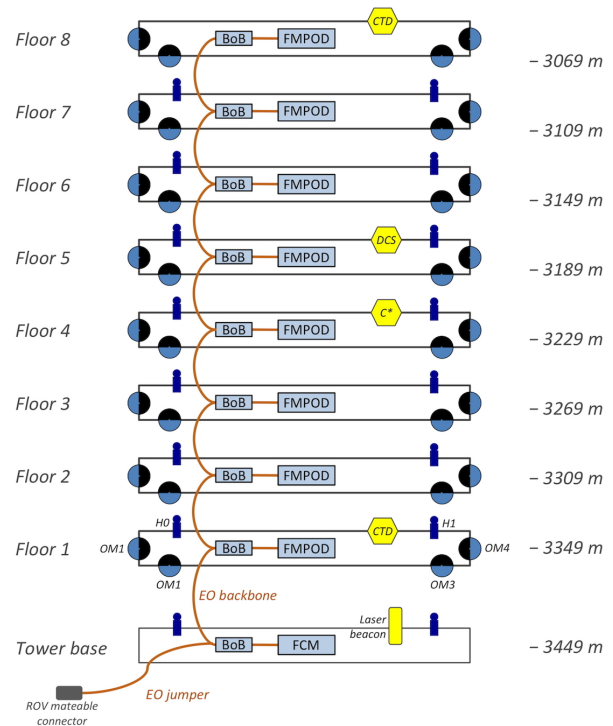 CTD
Floor 8
BoB
FMPOD
– 3069 m
Floor 7
BoB
FMPOD
– 3109 m
Floor 6
BoB
FMPOD
– 3149 m
DCS
Floor 5
BoB
FMPOD
– 3189 m
C*
Floor 4
BoB
FMPOD
– 3229 m
Floor 3
BoB
FMPOD
– 3269 m
Floor 2
BoB
FMPOD
– 3309 m
H0
CTD
H1
Floor 1
OM1
BoB
FMPOD
OM4
– 3349 m
OM1
OM3
EO backbone
Laser
beacon
Tower base
BoB
FCM
– 3449 m
EO jumper
ROV mateable
connector